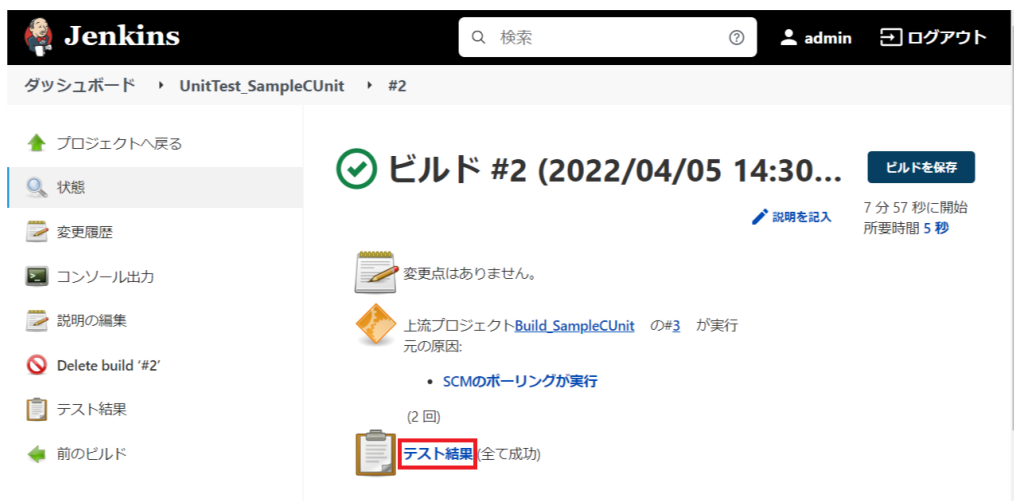 Jenkins
検索
admin
ログアウト
ダッシュボード
UnitTest_SampleCUnit
#2
プロジェクトへ戻る
状態
変更履歴
コンソール出力
説明の編集
Delete build ‘#2’
テスト結果
前のビルド
ビルド #2 (2022/04/05 14:30...
ビルドを保存
説明を記入
7 分 57 秒に開始
所要時間 5 秒
変更点はありません。
上流プロジェクトBuild_SampleCUnit の#3 が実行
元の原因:
• SCMのポーリングが実行
(2 回)
テスト結果(全て成功)